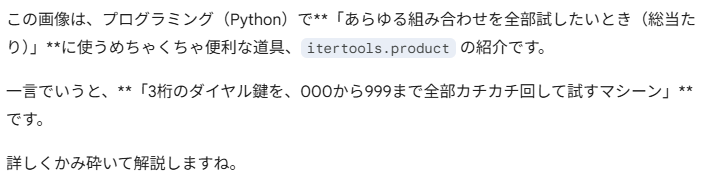 この画像は、プログラミング（Python）で**「あらゆる組み合わせを全部試したいとき（総当た
り）」**に使うめちゃくちゃ便利な道具、 itertools.product の紹介です。
一言でいうと、**「3桁のダイヤル鍵を、000から999まで全部カチカチ回して試すマシーン」**
です。
詳しくかみ砕いて解説しますね。